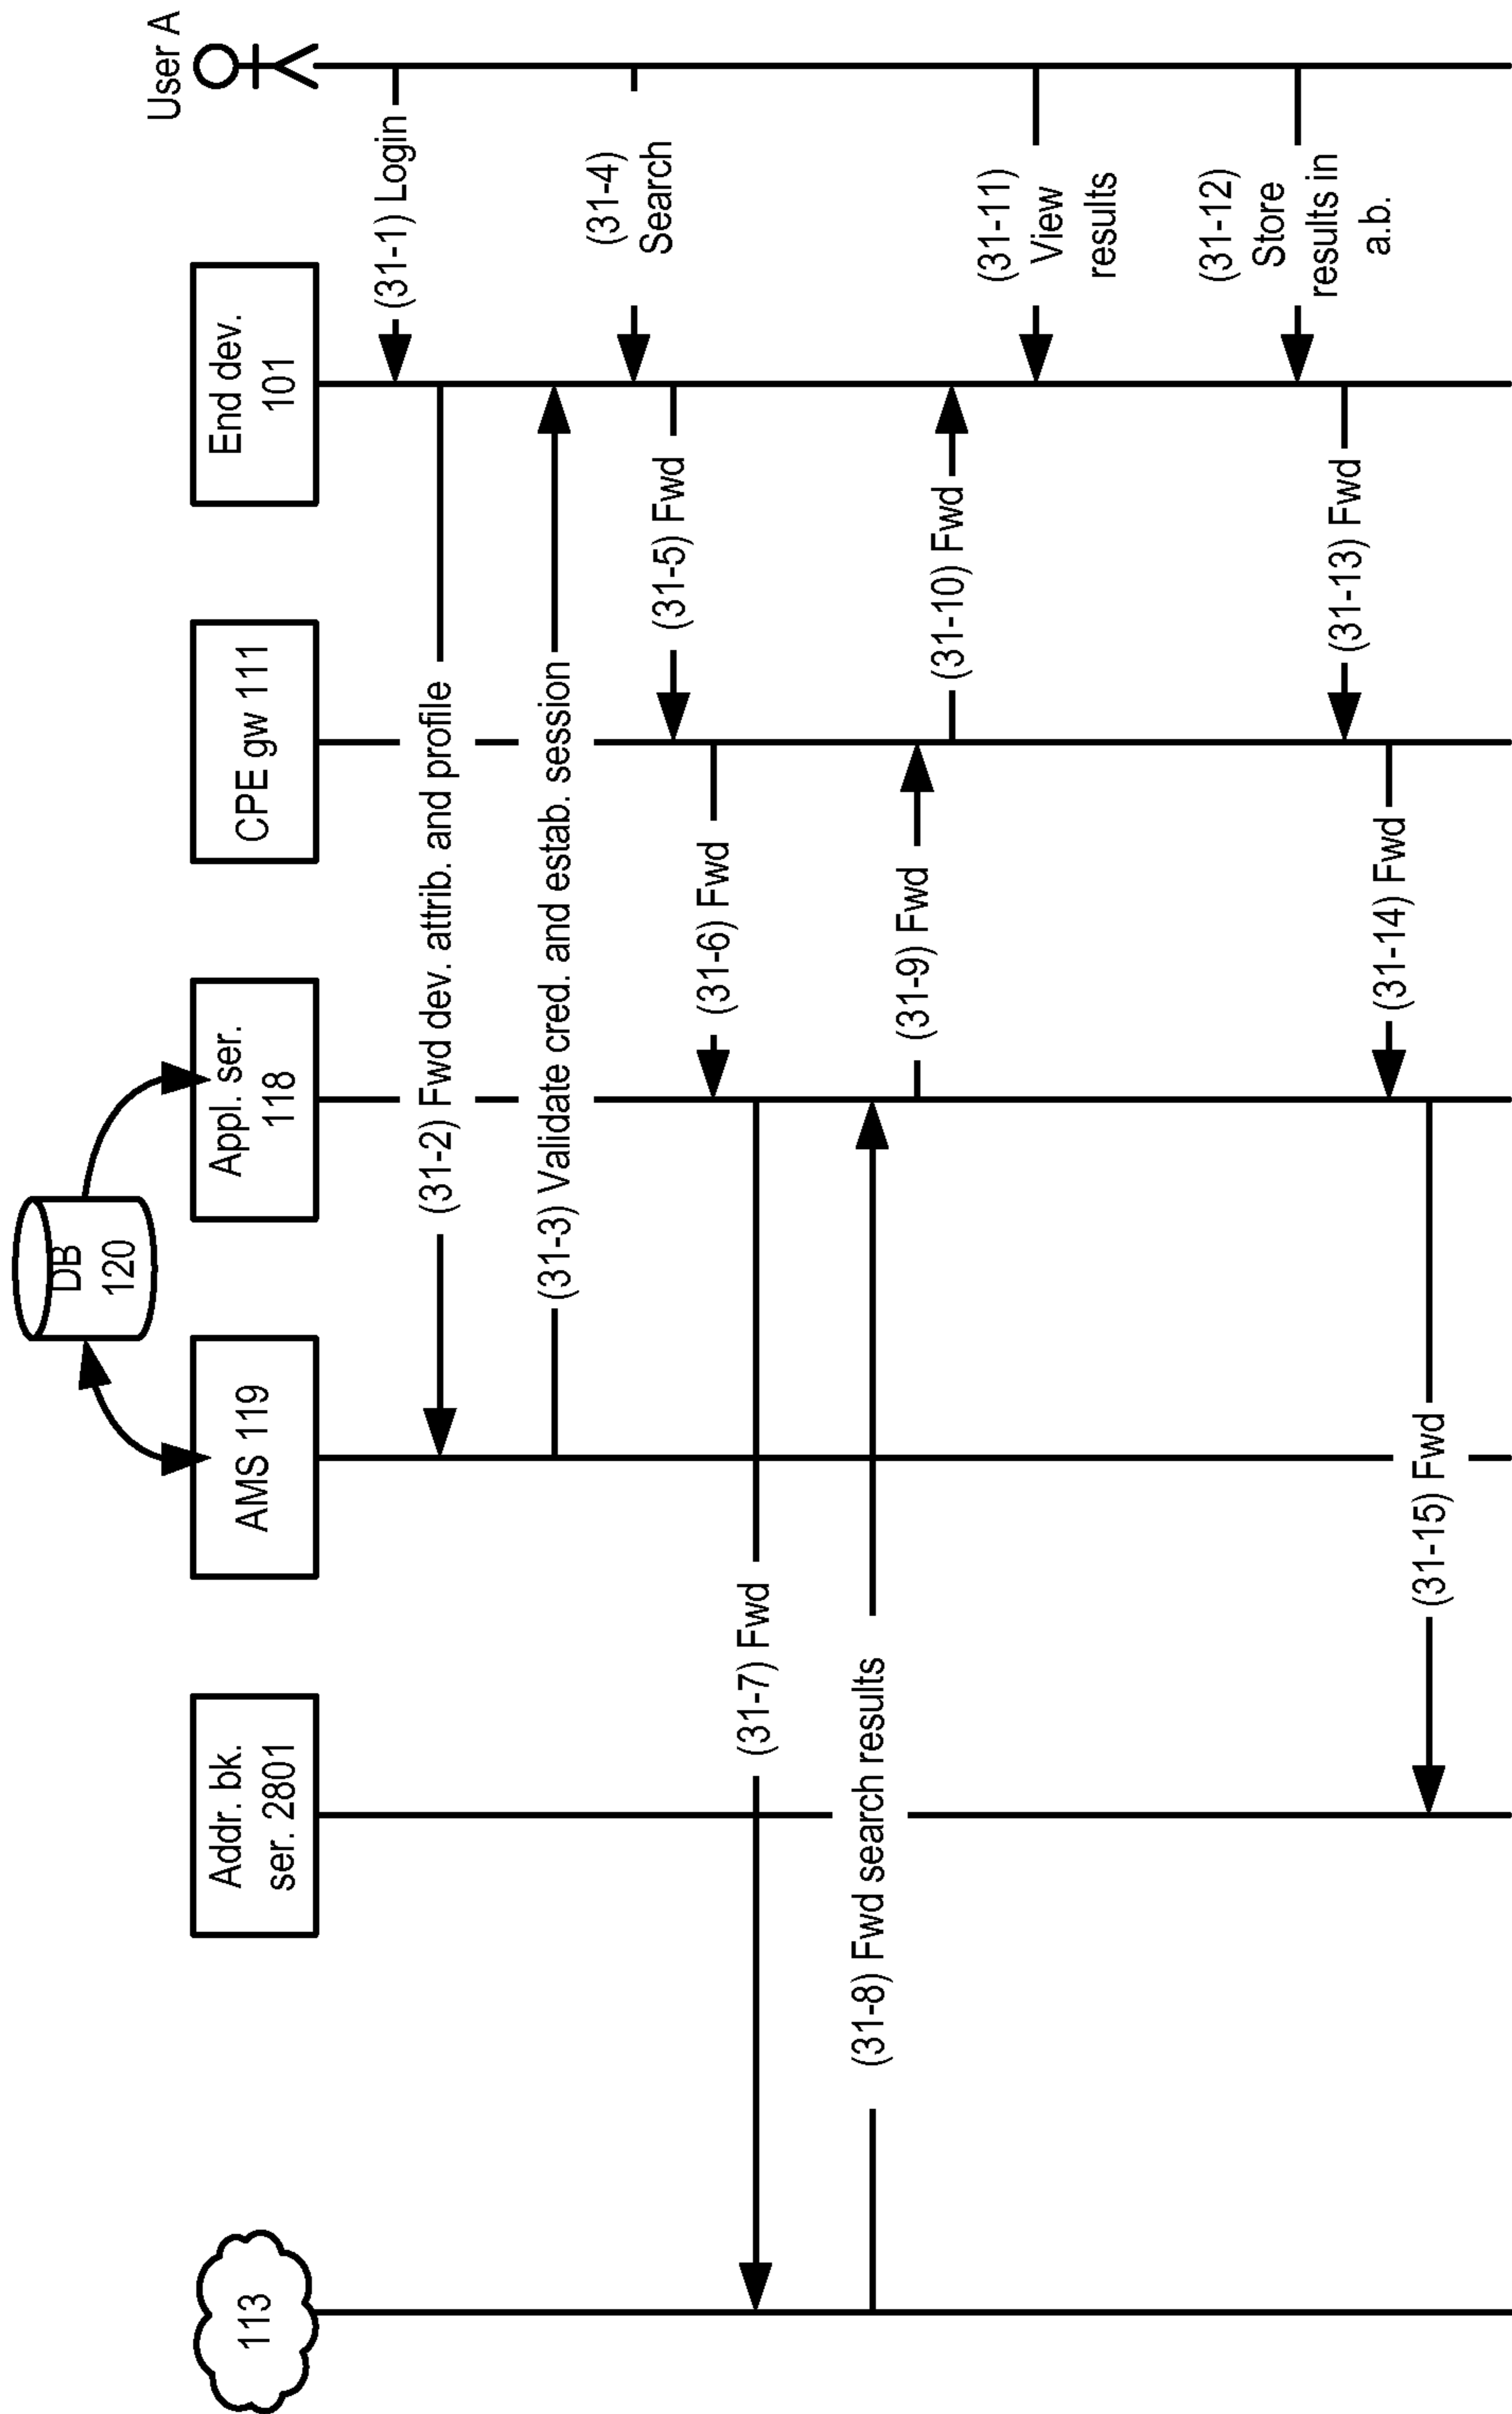 DB
120
User A
113
Addr. bk.
ser. 2801
AMS 119
Appl. ser.
118
CPE gw 111
End dev.
101
(31-1) Login
(31-2) Fwd dev. attrib. and profile
(31-3) Validate cred. and estab. session
(31-4)
Search
(31-5) Fwd
(31-6) Fwd
(31-7) Fwd
(31-8) Fwd search results
(31-9) Fwd
(31-10) Fwd
(31-11)
View
results
(31-12)
Store
results in
a.b.
(31-13) Fwd
(31-14) Fwd
(31-15) Fwd